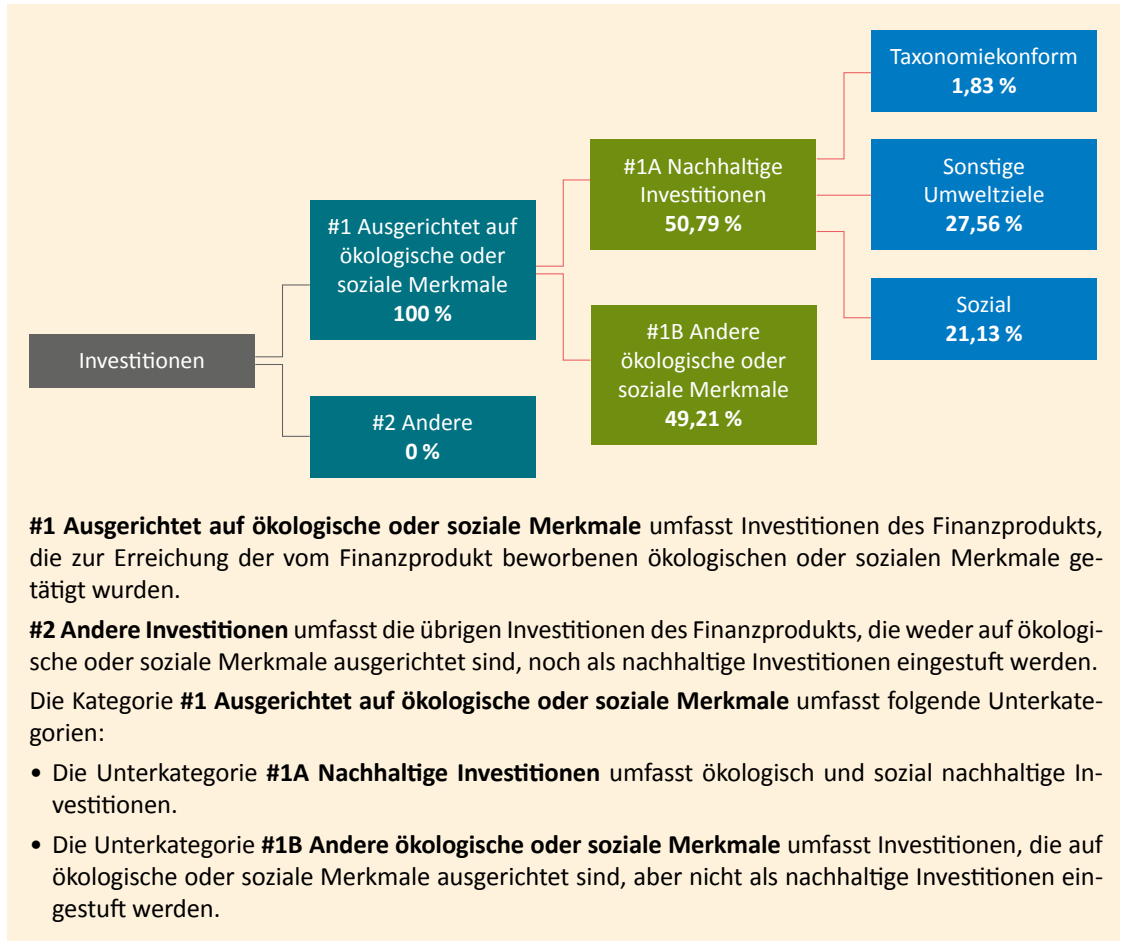 Taxonomiekonform
1,83 %
#1A Nachhaltige
Investitionen
50,79 %
Sonstige
Umweltziele
27,56 %
#1 Ausgerichtet auf
ökologische oder
soziale Merkmale
100 %
Sozial
21,13 %
#1B Andere
ökologische oder
soziale Merkmale
49,21 %
Investitionen
#2 Andere
0 %
#1 Ausgerichtet auf ökologische oder soziale Merkmale umfasst Investitionen des Finanzprodukts,
die zur Erreichung der vom Finanzprodukt beworbenen ökologischen oder sozialen Merkmale ge-
tätigt wurden.
#2 Andere Investitionen umfasst die übrigen Investitionen des Finanzprodukts, die weder auf ökologi-
sche oder soziale Merkmale ausgerichtet sind, noch als nachhaltige Investitionen eingestuft werden.
Die Kategorie #1 Ausgerichtet auf ökologische oder soziale Merkmale umfasst folgende Unterkate-
gorien:
• Die Unterkategorie #1A Nachhaltige Investitionen umfasst ökologisch und sozial nachhaltige In-
vestitionen.
• Die Unterkategorie #1B Andere ökologische oder soziale Merkmale umfasst Investitionen, die auf
ökologische oder soziale Merkmale ausgerichtet sind, aber nicht als nachhaltige Investitionen ein-
gestuft werden.